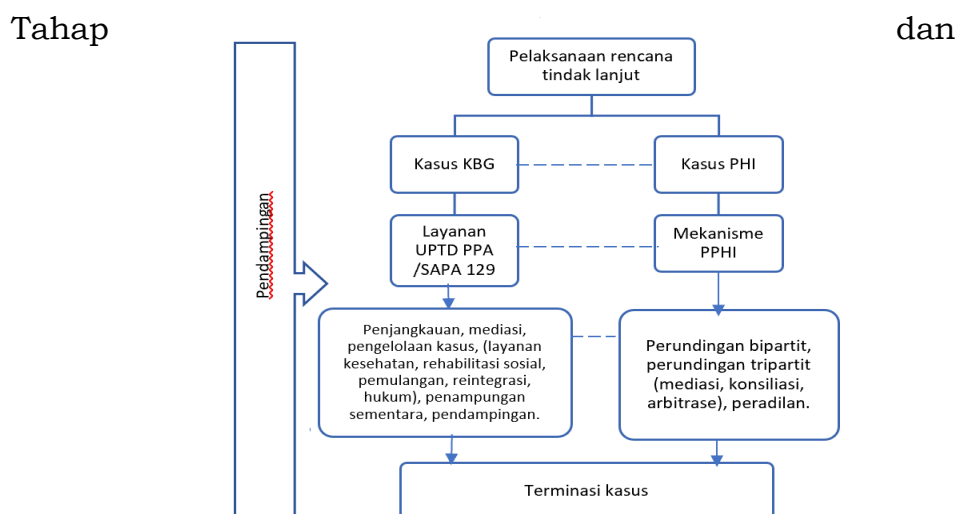 Tahap dan
Pelaksanaan rencana
tindak lanjut
Kasus KBG
Kasus PHI
Layanan
UPTD PPA
/SAPA 129
Mekanisme
PPHI
Pendampingan
Penjangkauan, mediasi,
pengelolaan kasus, (layanan
kesehatan, rehabilitasi sosial,
pemulangan, reintegrasi,
hukum), penampungan
sementara, pendampingan.
Perundingan bipartit,
perundingan tripartit
(mediasi, konsiliasi,
arbitrase), peradilan.
Terminasi kasus